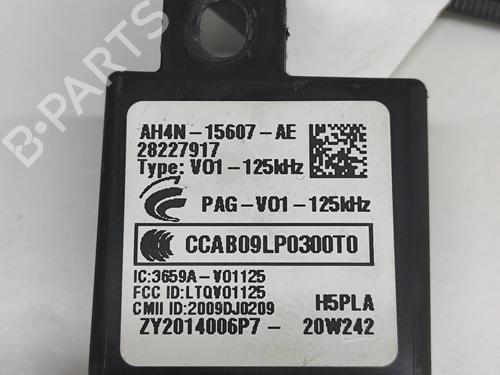 B-PARTS
AH4N-15607-AE
28227917
Type: V01-125kHz
PAG-V01-125kHz
CCAB09LP0300T0
IC:3659A-V01125
FCC ID:LTQV01125
CMII ID:2009DJ0209
H5PLA
ZY2014006P7- 20W242